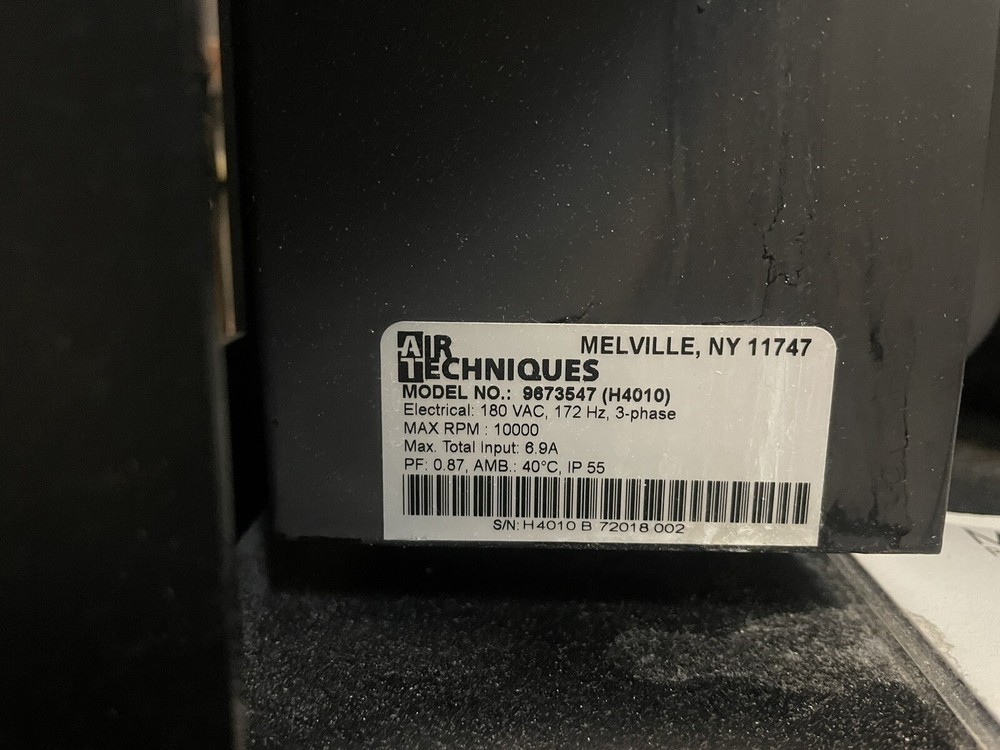 AIR TECHNIQUES
MELVILLE, NY 11747
MODEL NO.: 9673547 (H4010)
Electrical: 180 VAC, 172 Hz, 3-phase
MAX RPM : 10000
Max. Total Input: 6.9A
PF: 0.87, AMB.: 40°C, IP 55
S/N: H4010 B 72018 002